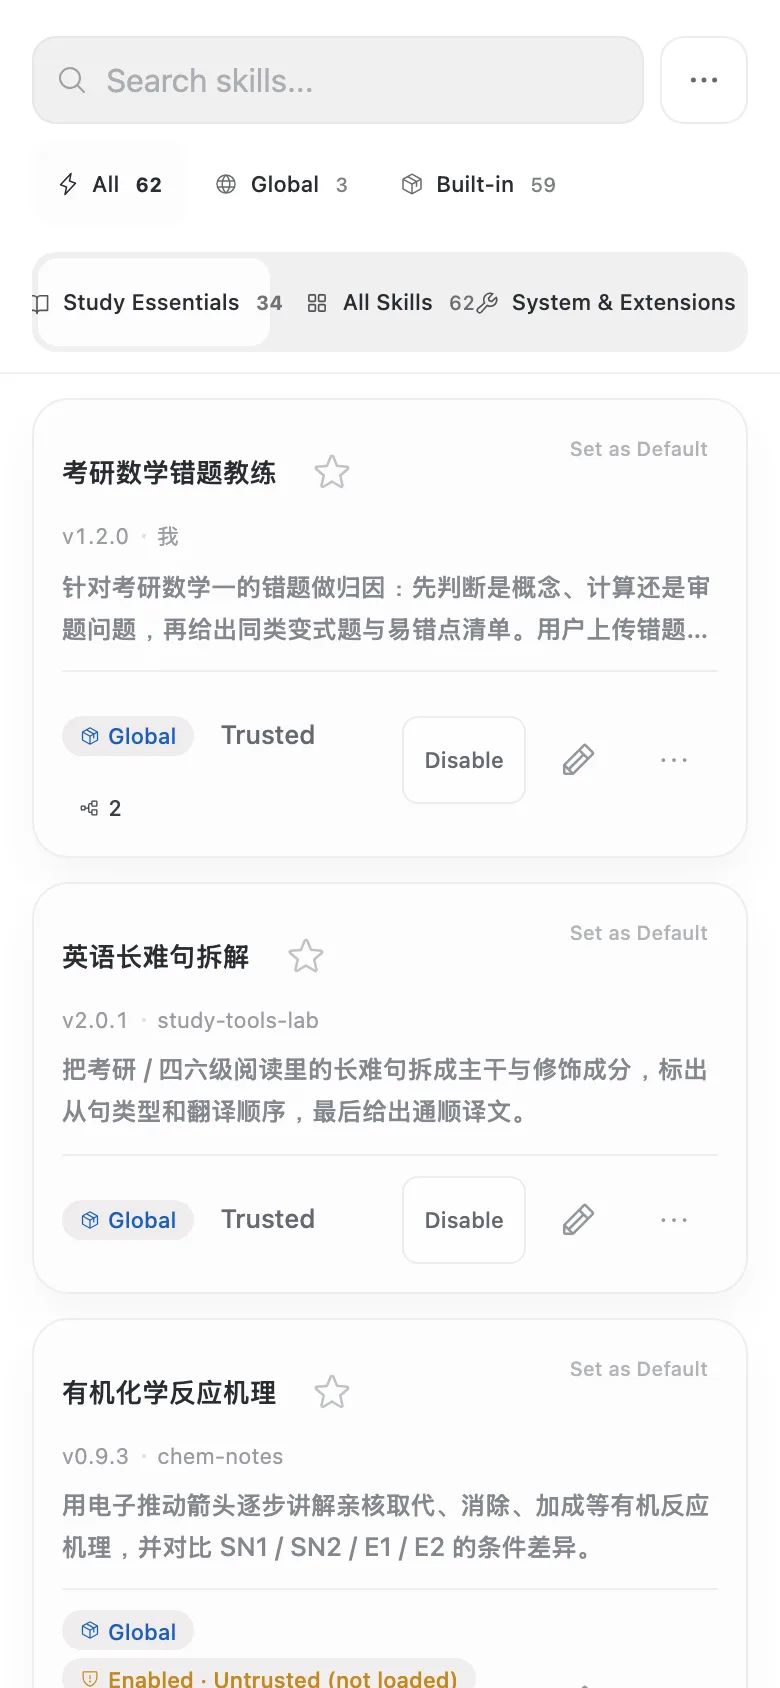 Search skills...
All 62 Global 3 Built-in 59
Study Essentials 34 All Skills 62 System & Extensions
Set as Default
考研数学错题教练
v1.2.0 · 我
针对考研数学一的错题做归因：先判断是概念、计算还是审
题问题，再给出同类变式题与易错点清单。用户上传错题...
Global Trusted Disable
2
Set as Default
英语长难句拆解
v2.0.1 · study-tools-lab
把考研 / 四六级阅读里的长难句拆成主干与修饰成分，标出
从句类型和翻译顺序，最后给出通顺译文。
Global Trusted Disable
Set as Default
有机化学反应机理
v0.9.3 · chem-notes
用电子推动箭头逐步讲解亲核取代、消除、加成等有机反应
机理，并对比 SN1 / SN2 / E1 / E2 的条件差异。
Global
Enabled · Untrusted (not loaded)